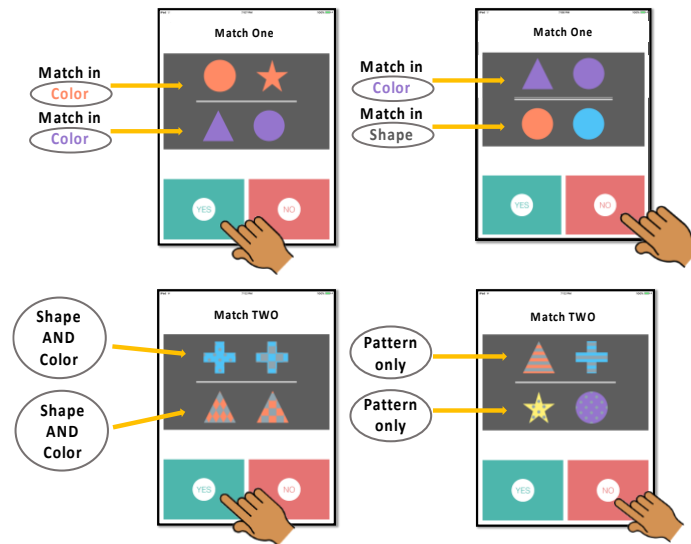 Match One
Match in
Color
Match in
Color
YES
NO
Match One
Match in
Color
Match in
Shape
YES
NO
Match TWO
Shape
AND
Color
Shape
AND
Color
YES
NO
Match TWO
Pattern
only
Pattern
only
YES
NO